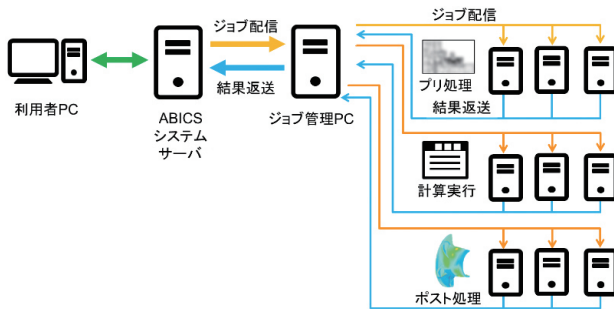 ジョブ配信
ジョブ配信
結果返送
プリ処理
結果返送
利用者PC
ABICS
システム
サーバ
ジョブ管理PC
計算実行
ポスト処理